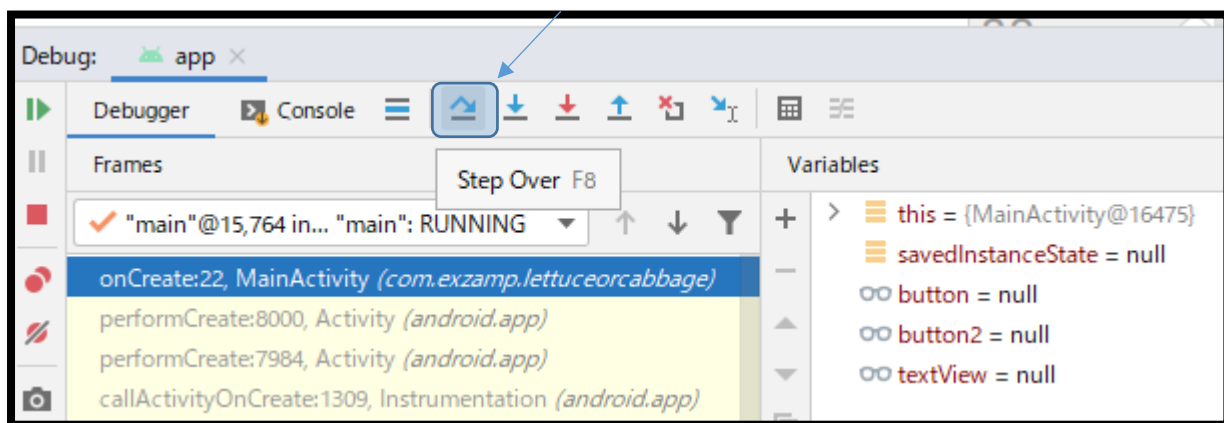 Debug: app
Debugger Console
Step Over F8
Frames
Variables
"main"@15,764 in... "main": RUNNING
onCreate:22, MainActivity (com.exzamp.lettuceorcabbage)
performCreate:8000, Activity (android.app)
performCreate:7984, Activity (android.app)
callActivityOnCreate:1309, Instrumentation (android.app)
this = {MainActivity@16475}
savedInstanceState = null
button = null
button2 = null
textView = null